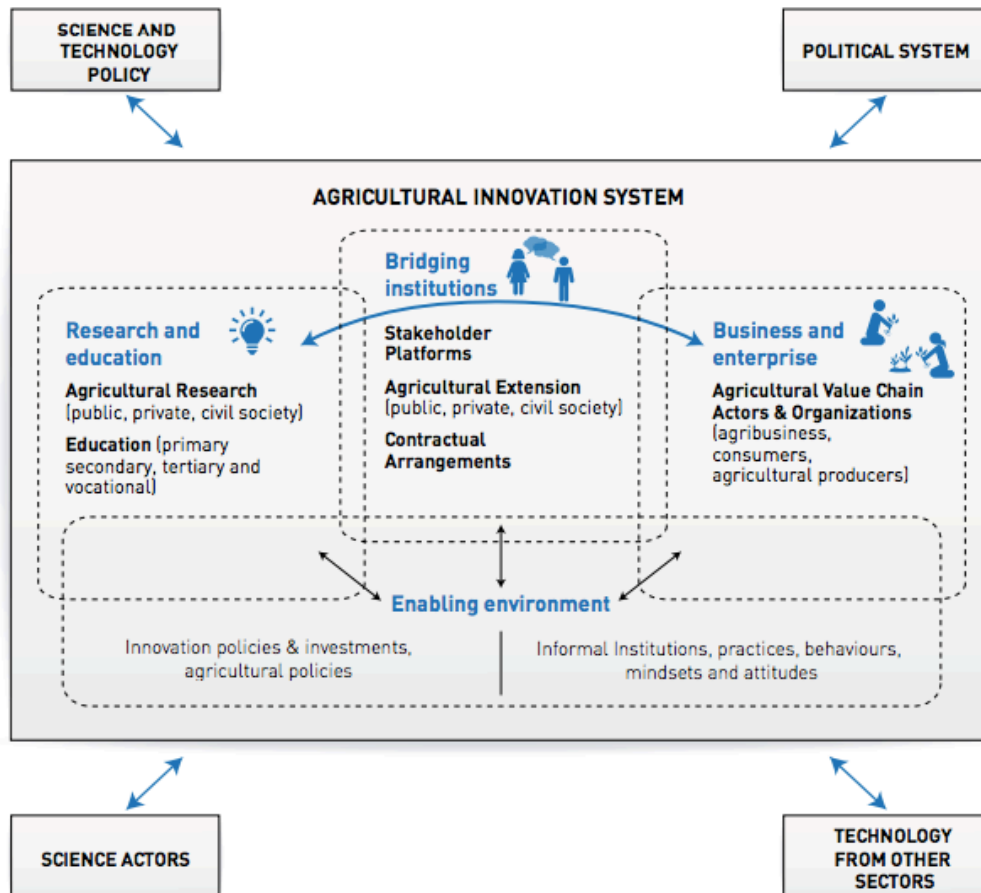 SCIENCE AND
TECHNOLOGY
POLICY
POLITICAL SYSTEM
AGRICULTURAL INNOVATION SYSTEM
Bridging
institutions
Stakeholder
Platforms
Agricultural Extension
(public, private, civil society)
Contractual
Arrangements
Research and
education
Agricultural Research
(public, private, civil society)
Education (primary
secondary, tertiary and
vocational)
Business and
enterprise
Agricultural Value Chain
Actors & Organizations
(agribusiness,
consumers,
agricultural producers)
Enabling environment
Innovation policies & investments,
agricultural policies
Informal Institutions, practices, behaviours,
mindsets and attitudes
SCIENCE ACTORS
TECHNOLOGY
FROM OTHER
SECTORS